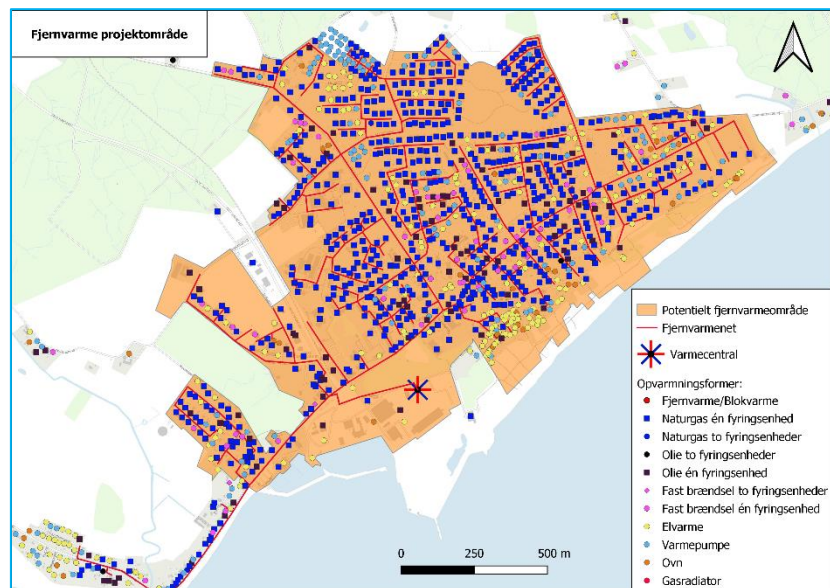 Fjernvarme projektområde
Potentielt fjernvarmeområde
Fjernvarmenet
Varmecentral
Opvarmningsformer:
Fjernvarme/Blokvarme
Naturgas én fyringsenhed
Naturgas to fyringsenheder
Olie to fyringsenheder
Olie én fyringsenhed
Fast brændsel to fyringsenheder
Fast brændsel én fyringsenhed
Elvarme
Varmepumpe
Ovn
Gasradiator
0 250 500 m